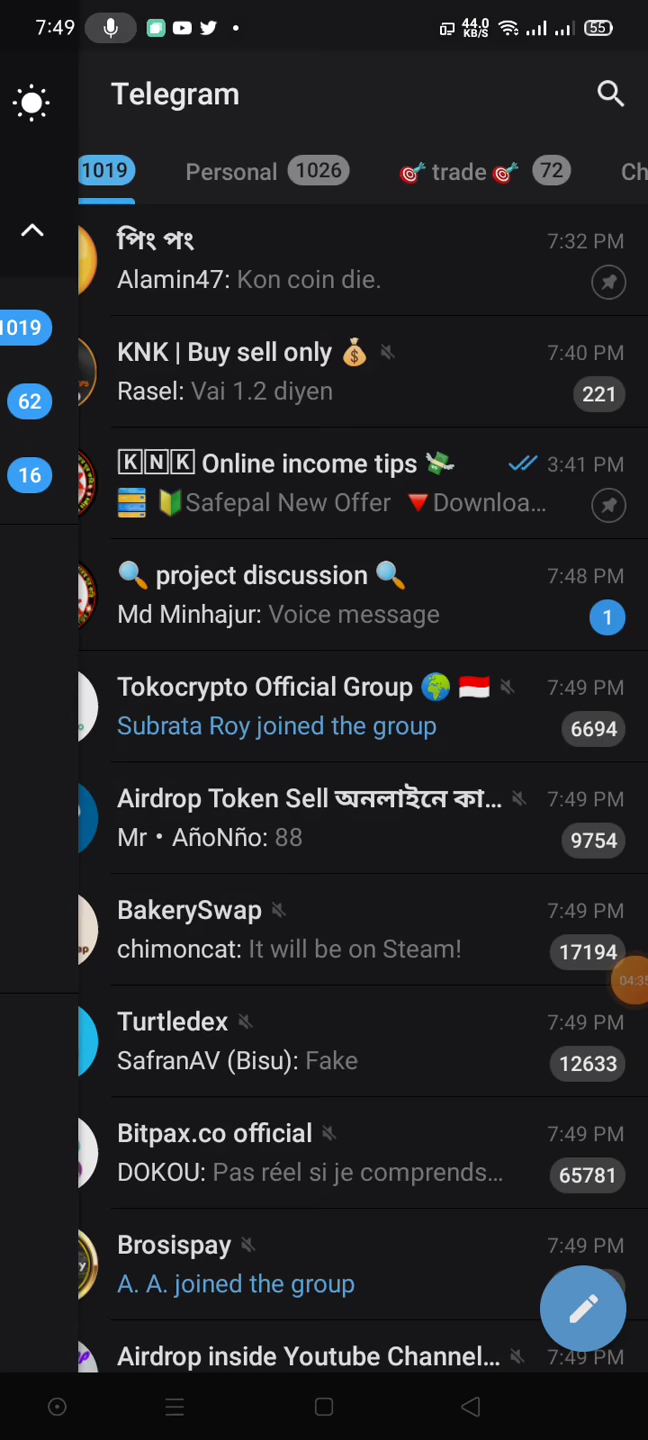 7:49 44.0 KB/S 55
Telegram
1019 Personal 1026 🎯 trade 🎯 72 Ch
পিং পং 7:32 PM
Alamin47: Kon coin die.
1019
KNK | Buy sell only 💰 7:40 PM
Rasel: Vai 1.2 diyen 221
62
🄺🄽🄺 Online income tips 💸 3:41 PM
🔰Safepal New Offer 🔻Downloa...
16
🔍 project discussion 🔍 7:48 PM
Md Minhajur: Voice message 1
Tokocrypto Official Group 🌍 🇮🇩 7:49 PM
Subrata Roy joined the group 6694
Airdrop Token Sell অনলাইনে কা... 7:49 PM
Mr • AñoNño: 88 9754
BakerySwap 7:49 PM
chimoncat: It will be on Steam! 17194
04:35
Turtledex 7:49 PM
SafranAV (Bisu): Fake 12633
Bitpax.co official 7:49 PM
DOKOU: Pas réel si je comprends... 65781
Brosispay 7:49 PM
A. A. joined the group
Airdrop inside Youtube Channel... 7:49 PM